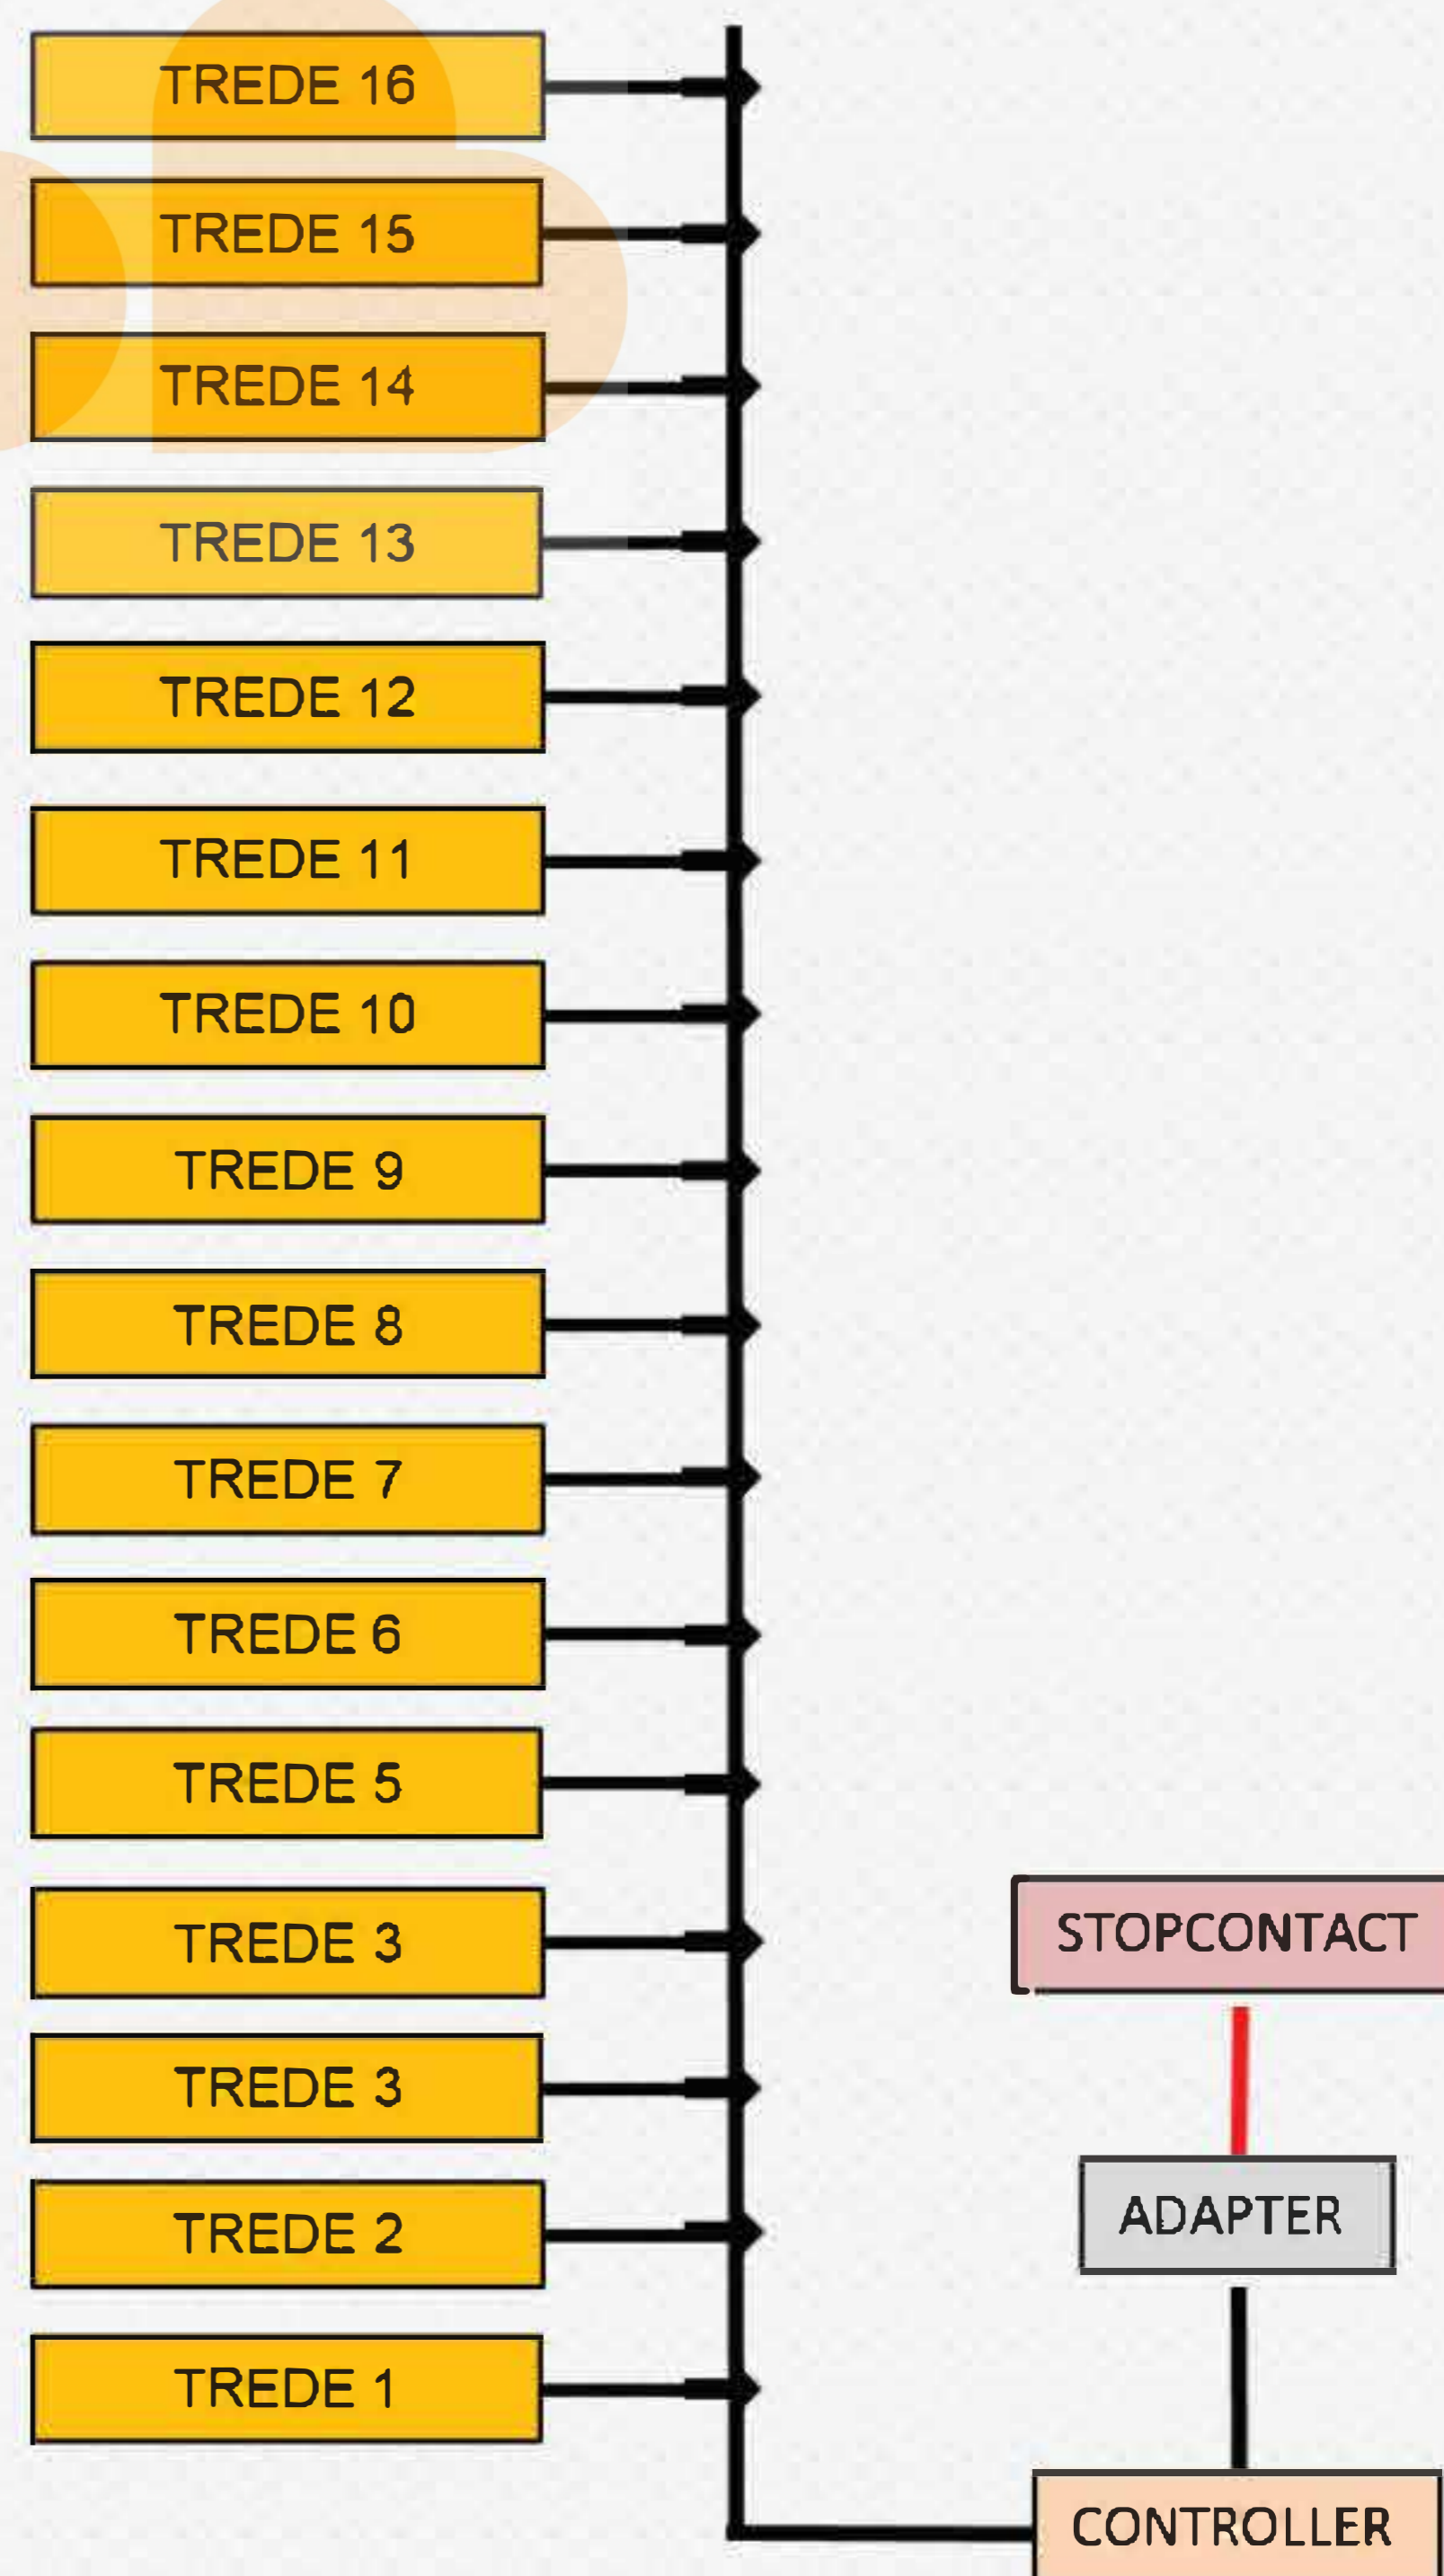 TREDE 16
TREDE 15
TREDE 14
TREDE 13
TREDE 12
TREDE 11
TREDE 10
TREDE 9
TREDE 8
TREDE 7
TREDE 6
TREDE 5
TREDE 3
TREDE 3
TREDE 2
TREDE 1
STOPCONTACT
ADAPTER
CONTROLLER